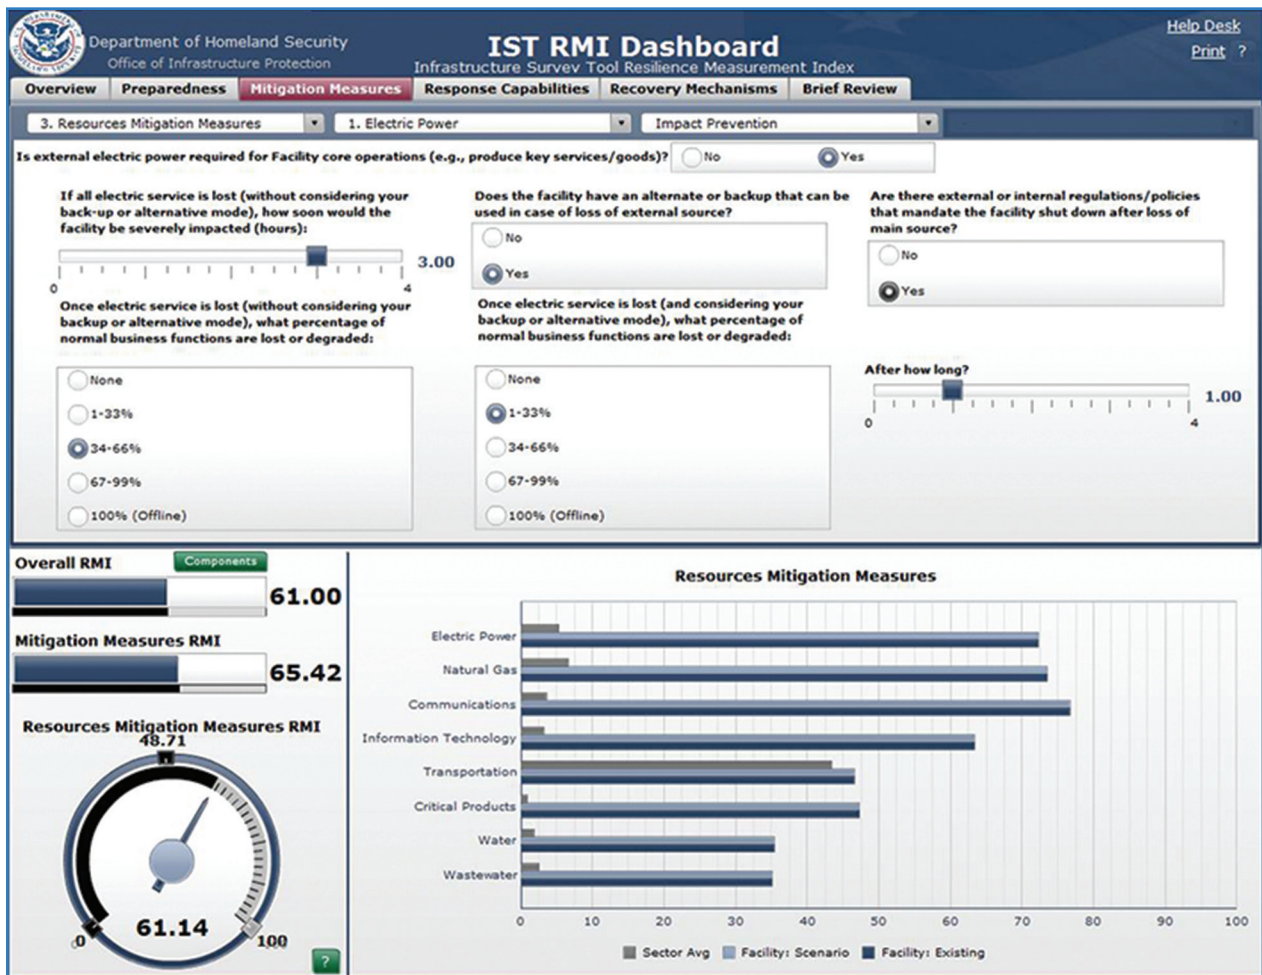 Department of Homeland Security
Office of Infrastructure Protection
IST RMI Dashboard
Infrastructure Survey Tool Resilience Measurement Index
Help Desk
Print ?
Overview Preparedness Mitigation Measures Response Capabilities Recovery Mechanisms Brief Review
3. Resources Mitigation Measures 1. Electric Power Impact Prevention
Is external electric power required for Facility core operations (e.g., produce key services/goods)? No Yes
If all electric service is lost (without considering your
back-up or alternative mode), how soon would the
facility be severely impacted (hours):
3.00
0 4
Does the facility have an alternate or backup that can be
used in case of loss of external source?
No
Yes
Are there external or internal regulations/policies
that mandate the facility shut down after loss of
main source?
No
Yes
Once electric service is lost (without considering your
backup or alternative mode), what percentage of
normal business functions are lost or degraded:
None
1-33%
34-66%
67-99%
100% (Offline)
Once electric service is lost (and considering your
backup or alternative mode), what percentage of
normal business functions are lost or degraded:
None
1-33%
34-66%
67-99%
100% (Offline)
After how long?
1.00
0 4
Overall RMI Components
61.00
Mitigation Measures RMI
65.42
Resources Mitigation Measures RMI
48.71
61.14
0 100
?
Resources Mitigation Measures
Electric Power
Natural Gas
Communications
Information Technology
Transportation
Critical Products
Water
Wastewater
0 10 20 30 40 50 60 70 80 90 100
Sector Avg Facility: Scenario Facility: Existing